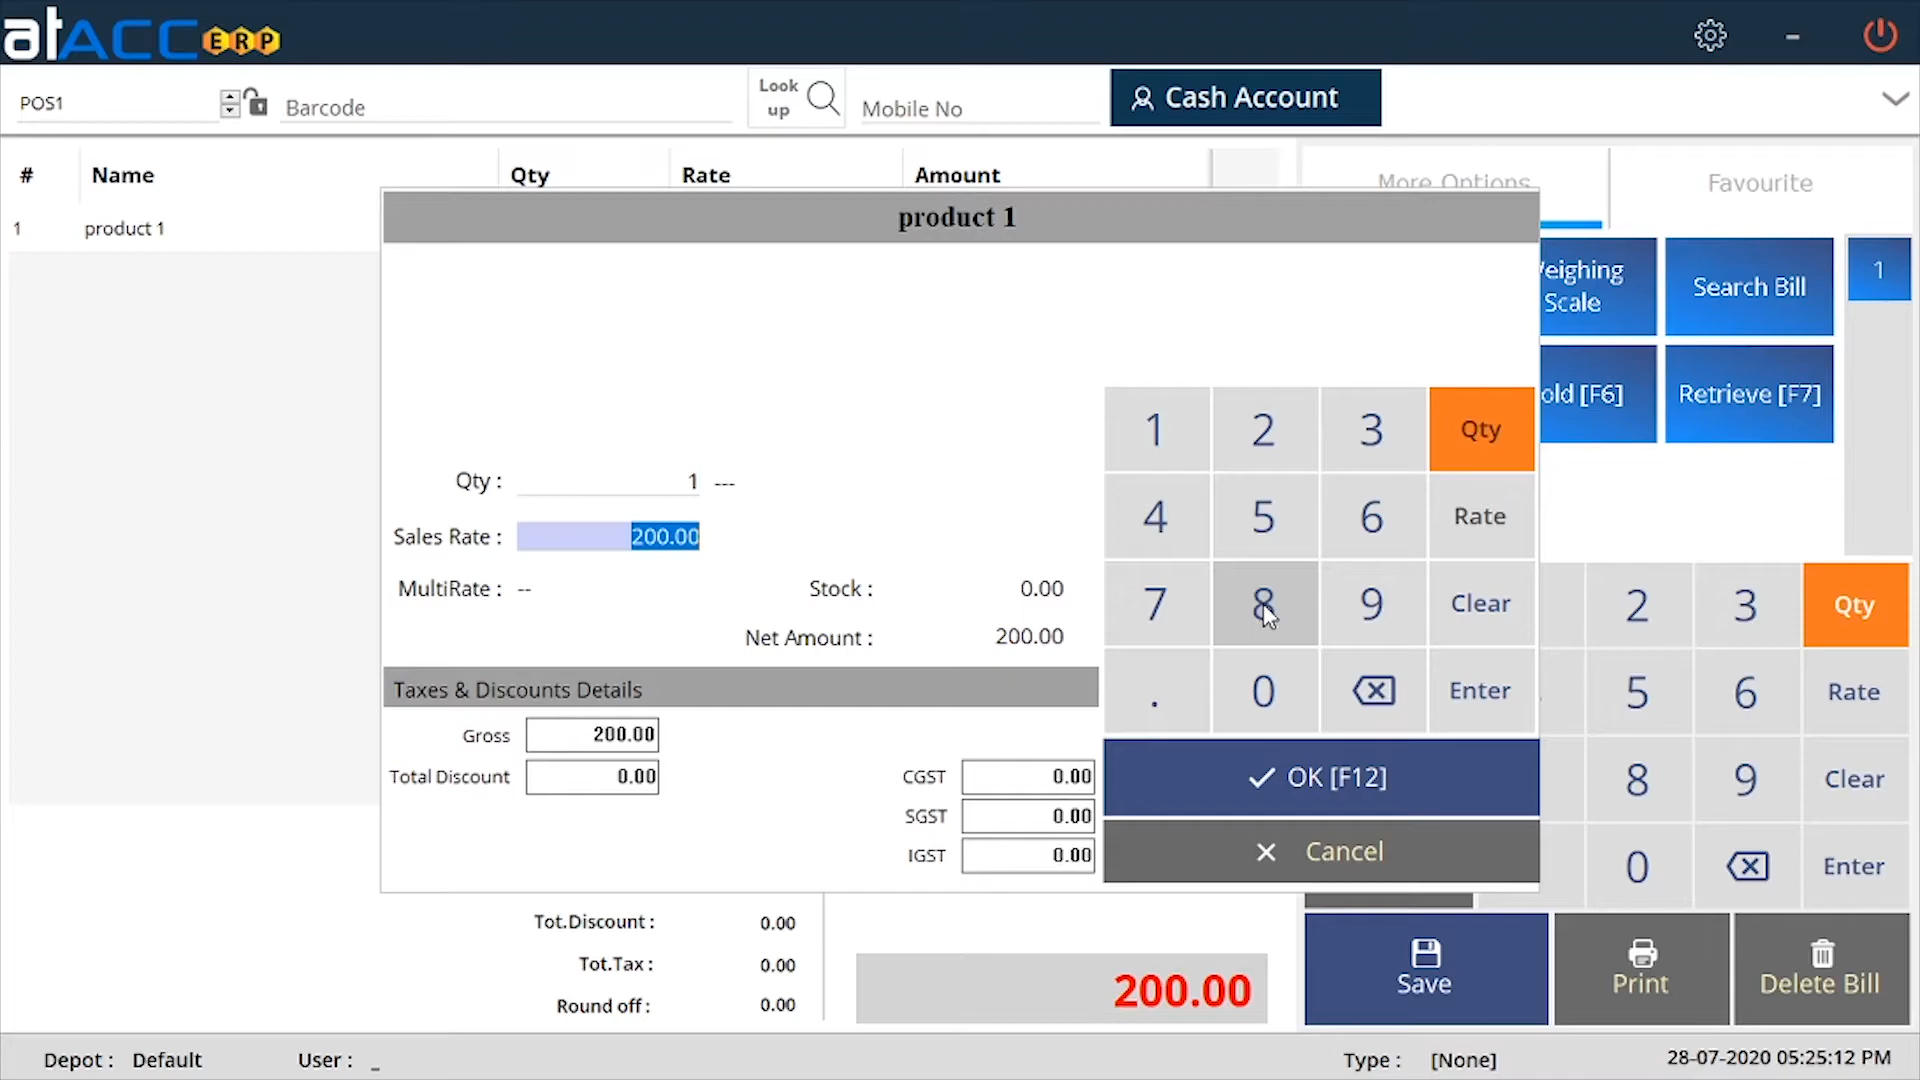 atACC ERP
POS1
Barcode
Look up
Mobile No
Cash Account
# Name Qty Rate Amount
More Options Favourite
1 product 1
product 1
eighing Scale
Search Bill
1
old [F6]
Retrieve [F7]
Qty : 1 ---
Sales Rate : 200.00
MultiRate : --
Stock : 0.00
Net Amount : 200.00
1 2 3 Qty
4 5 6 Rate
7 8 9 Clear
. 0 Enter
OK [F12]
Cancel
Taxes & Discounts Details
Gross 200.00
Total Discount 0.00
CGST 0.00
SGST 0.00
IGST 0.00
2 3 Qty
5 6 Rate
8 9 Clear
0 Enter
Tot.Discount : 0.00
Tot.Tax : 0.00
Round off : 0.00
200.00
Save
Print
Delete Bill
Depot : Default
User : _
Type : [None]
28-07-2020 05:25:12 PM